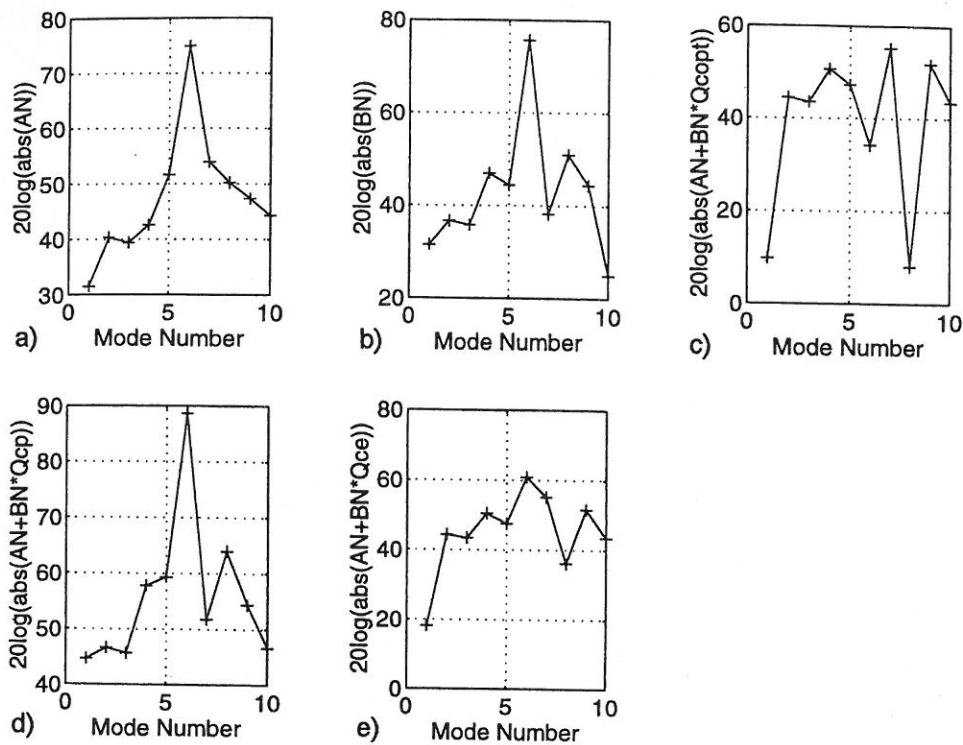 20log(abs(AN))
80
70
60
50
40
30
0 5 10
a) Mode Number
20log(abs(BN))
80
60
40
20
0 5 10
b) Mode Number
20log(abs(AN+BN*Qcopt))
60
40
20
0
0 5 10
c) Mode Number
20log(abs(AN+BN*Qcp))
90
80
70
60
50
40
0 5 10
d) Mode Number
20log(abs(AN+BN*Qce))
80
60
40
20
0
0 5 10
e) Mode Number